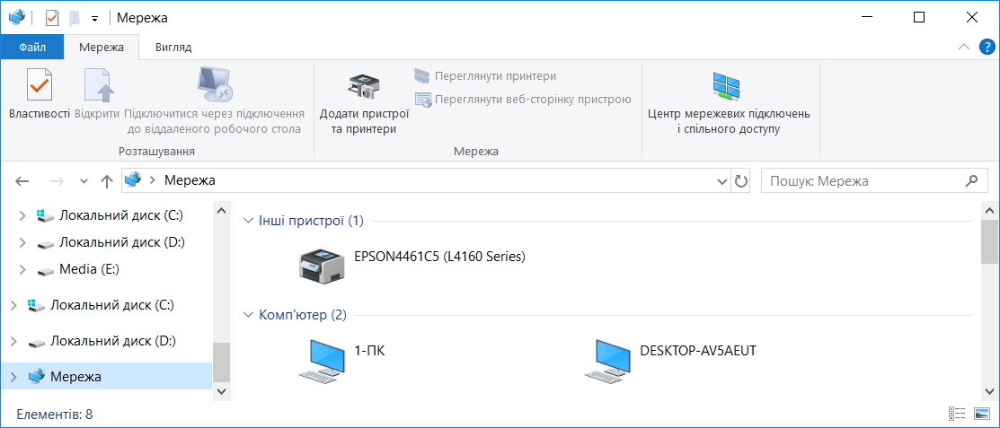 Мережа
Файл
Мережа
Вигляд
Властивості
Відкрити
Підключитися через підключення
до віддаленого робочого стола
Розташування
Додати пристрої
та принтери
Переглянути принтери
Переглянути веб-сторінку пристрою
Мережа
Центр мережевих підключень
і спільного доступу
Мережа
Пошук: Мережа
Локальний диск (C:)
Локальний диск (D:)
Media (E:)
Локальний диск (C:)
Локальний диск (D:)
Мережа
Інші пристрої (1)
EPSON4461C5 (L4160 Series)
Комп'ютер (2)
1-ПК
DESKTOP-AV5AEUT
Елементів: 8